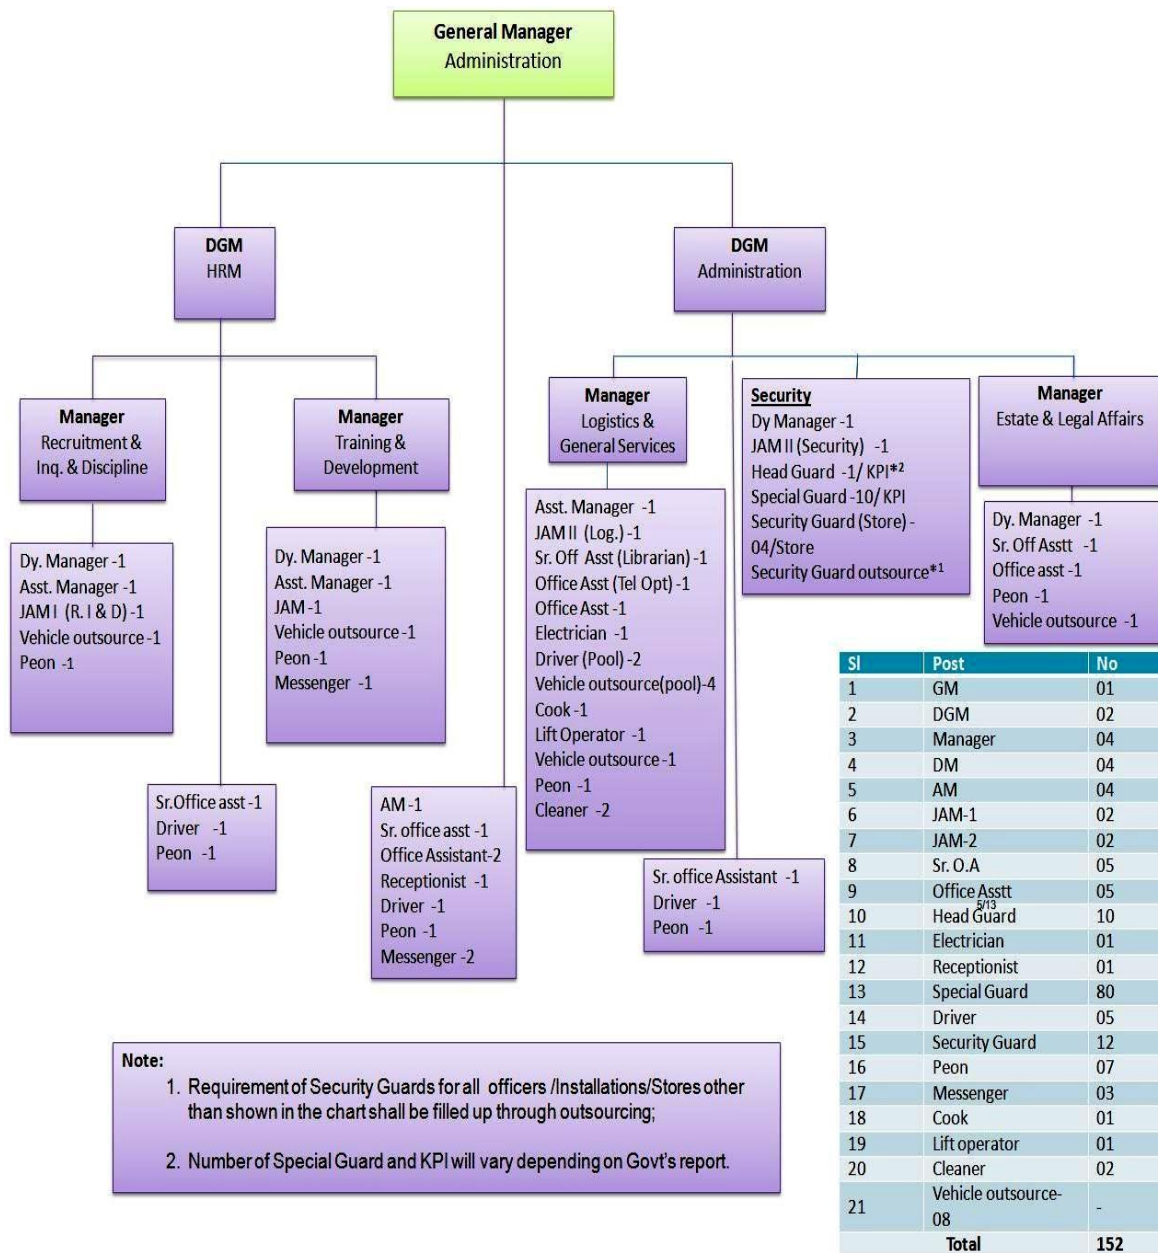 General Manager
Administration
DGM
HRM
DGM
Administration
Manager
Recruitment &
Inq. & Discipline
Manager
Training &
Development
Manager
Logistics &
General Services
Security
Dy Manager -1
JAM II (Security) -1
Head Guard -1/ KPI*2
Special Guard -10/ KPI
Security Guard (Store) -
04/Store
Security Guard outsource*1
Manager
Estate & Legal Affairs
Dy. Manager -1
Asst. Manager -1
JAM I (R. I & D) -1
Vehicle outsource -1
Peon -1
Dy. Manager -1
Asst. Manager -1
JAM -1
Vehicle outsource -1
Peon -1
Messenger -1
Asst. Manager -1
JAM II (Log.) -1
Sr. Off Asst (Librarian) -1
Office Asst (Tel Opt) -1
Office Asst -1
Electrician -1
Driver (Pool) -2
Vehicle outsource(pool)-4
Cook -1
Lift Operator -1
Vehicle outsource -1
Peon -1
Cleaner -2
Dy. Manager -1
Sr. Off Asstt -1
Office asst -1
Peon -1
Vehicle outsource -1
Sr.Office asst -1
Driver -1
Peon -1
AM -1
Sr. office asst -1
Office Assistant-2
Receptionist -1
Driver -1
Peon -1
Messenger -2
Sr. office Assistant -1
Driver -1
Peon -1
Sl Post No
1 GM 01
2 DGM 02
3 Manager 04
4 DM 04
5 AM 04
6 JAM-1 02
7 JAM-2 02
8 Sr. O.A 05
9 Office Asstt 05
5/13
10 Head Guard 10
11 Electrician 01
12 Receptionist 01
13 Special Guard 80
14 Driver 05
15 Security Guard 12
16 Peon 07
17 Messenger 03
18 Cook 01
19 Lift operator 01
20 Cleaner 02
21 Vehicle outsource- -
08
Total 152
Note:
1. Requirement of Security Guards for all officers /Installations/Stores other
than shown in the chart shall be filled up through outsourcing;
2. Number of Special Guard and KPI will vary depending on Govt's report.